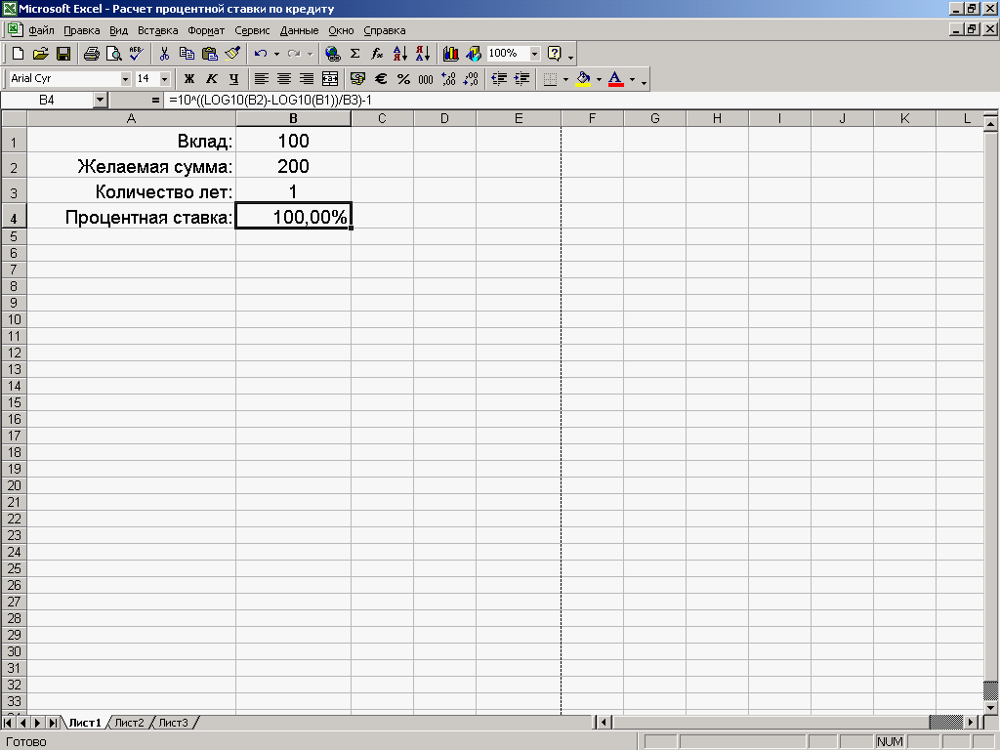 Microsoft Excel - Расчет процентной ставки по кредиту
Файл Правка Вид Вставка Формат Сервис Данные Окно Справка
100%
Arial Cyr 14 Ж К Ч € % 000
B4 = =10^((LOG10(B2)-LOG10(B1))/B3)-1
A B C D E F G H I J K L
1 Вклад: 100
2 Желаемая сумма: 200
3 Количество лет: 1
4 Процентная ставка: 100,00%
5
6
7
8
9
10
11
12
13
14
15
16
17
18
19
20
21
22
23
24
25
26
27
28
29
30
31
32
33
Лист1 Лист2 Лист3
Готово NUM